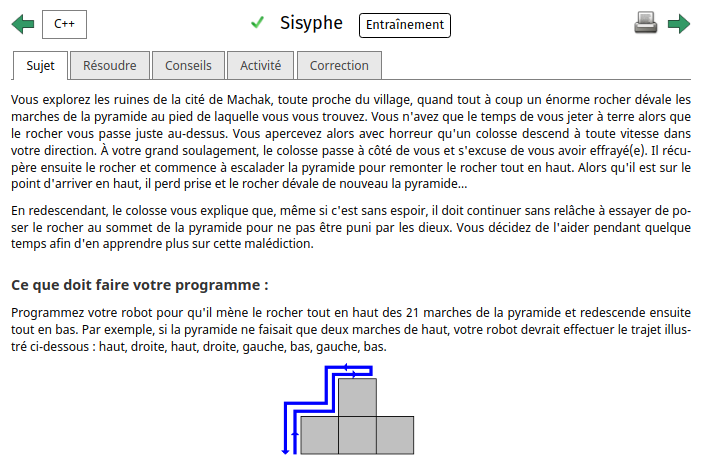 C++
Sisyphe
Entraînement
Sujet
Résoudre
Conseils
Activité
Correction
Vous explorez les ruines de la cité de Machak, toute proche du village, quand tout à coup un énorme rocher dévale les
marches de la pyramide au pied de laquelle vous vous trouvez. Vous n'avez que le temps de vous jeter à terre alors que
le rocher vous passe juste au-dessus. Vous apercevez alors avec horreur qu'un colosse descend à toute vitesse dans
votre direction. À votre grand soulagement, le colosse passe à côté de vous et s'excuse de vous avoir effrayé(e). Il récu-
père ensuite le rocher et commence à escalader la pyramide pour remonter le rocher tout en haut. Alors qu'il est sur le
point d'arriver en haut, il perd prise et le rocher dévale de nouveau la pyramide...
En redescendant, le colosse vous explique que, même si c'est sans espoir, il doit continuer sans relâche à essayer de po-
ser le rocher au sommet de la pyramide pour ne pas être puni par les dieux. Vous décidez de l'aider pendant quelque
temps afin d'en apprendre plus sur cette malédiction.
Ce que doit faire votre programme :
Programmez votre robot pour qu'il mène le rocher tout en haut des 21 marches de la pyramide et redescende ensuite
tout en bas. Par exemple, si la pyramide ne faisait que deux marches de haut, votre robot devrait effectuer le trajet illus-
tré ci-dessous : haut, droite, haut, droite, gauche, bas, gauche, bas.